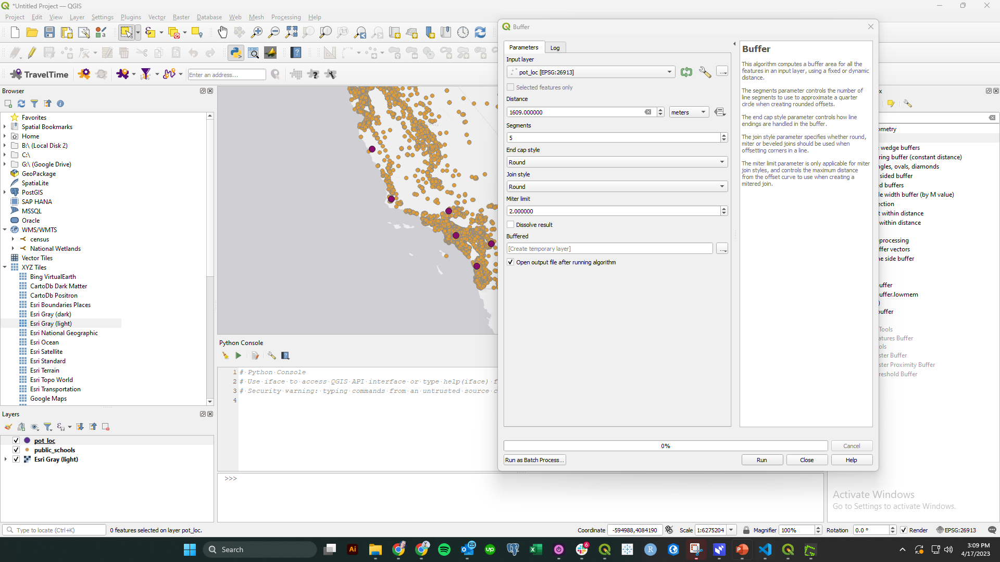 *Untitled Project — QGIS
Project Edit View Layer Settings Plugins Vector Raster Database Web Mesh Processing Help
TravelTime
Enter an address...
Browser
Favorites
Spatial Bookmarks
Home
B:\ (Local Disk 2)
C:\
G:\ (Google Drive)
GeoPackage
SpatiaLite
PostGIS
SAP HANA
MSSQL
Oracle
WMS/WMTS
census
National Wetlands
Vector Tiles
XYZ Tiles
Bing VirtualEarth
CartoDb Dark Matter
CartoDb Positron
Esri Boundaries Places
Esri Gray (dark)
Esri Gray (light)
Esri National Geographic
Esri Ocean
Esri Satellite
Esri Standard
Esri Terrain
Esri Topo World
Esri Transportation
Google Maps
Layers
pot_loc
public_schools
Esri Gray (light)
Python Console
1 # Python Console
2 # Use iface to access QGIS API interface or type help(iface) f
3 # Security warning: typing commands from an untrusted source c
4
>>>
Buffer
Parameters Log
Input layer
pot_loc [EPSG:26913]
Selected features only
Distance
1609.000000 meters
Segments
5
End cap style
Round
Join style
Round
Miter limit
2.000000
Dissolve result
Buffered
[Create temporary layer]
Open output file after running algorithm
0% Cancel
Run as Batch Process... Run Close Help
Buffer
This algorithm computes a buffer area for all the
features in an input layer, using a fixed or dynamic
distance.
The segments parameter controls the number of
line segments to use to approximate a quarter
circle when creating rounded offsets.
The end cap style parameter controls how line
endings are handled in the buffer.
The join style parameter specifies whether round,
miter or beveled joins should be used when
offsetting corners in a line.
The miter limit parameter is only applicable for miter
join styles, and controls the maximum distance
from the offset curve to use when creating a
mitered join.
x
ometry
wedge buffers
ring buffer (constant distance)
ngles, ovals, diamonds
sided buffer
d buffers
le width buffer (by M value)
ection
t within distance
within distance
processing
ffer vectors
ne side buffer
uffer
uffer.lowmem
)
buffer
Tools
atures Buffer
ols
ster Buffer
ster Proximity Buffer
reshold Buffer
Activate Windows
Go to Settings to activate Windows.
Type to locate (Ctrl+K) 0 features selected on layer pot_loc. Coordinate -594988,4084190 Scale 1:6275204 Magnifier 100% Rotation 0.0 ° Render EPSG:26913
Search
Ai
up
R
6
3:09 PM
4/17/2023